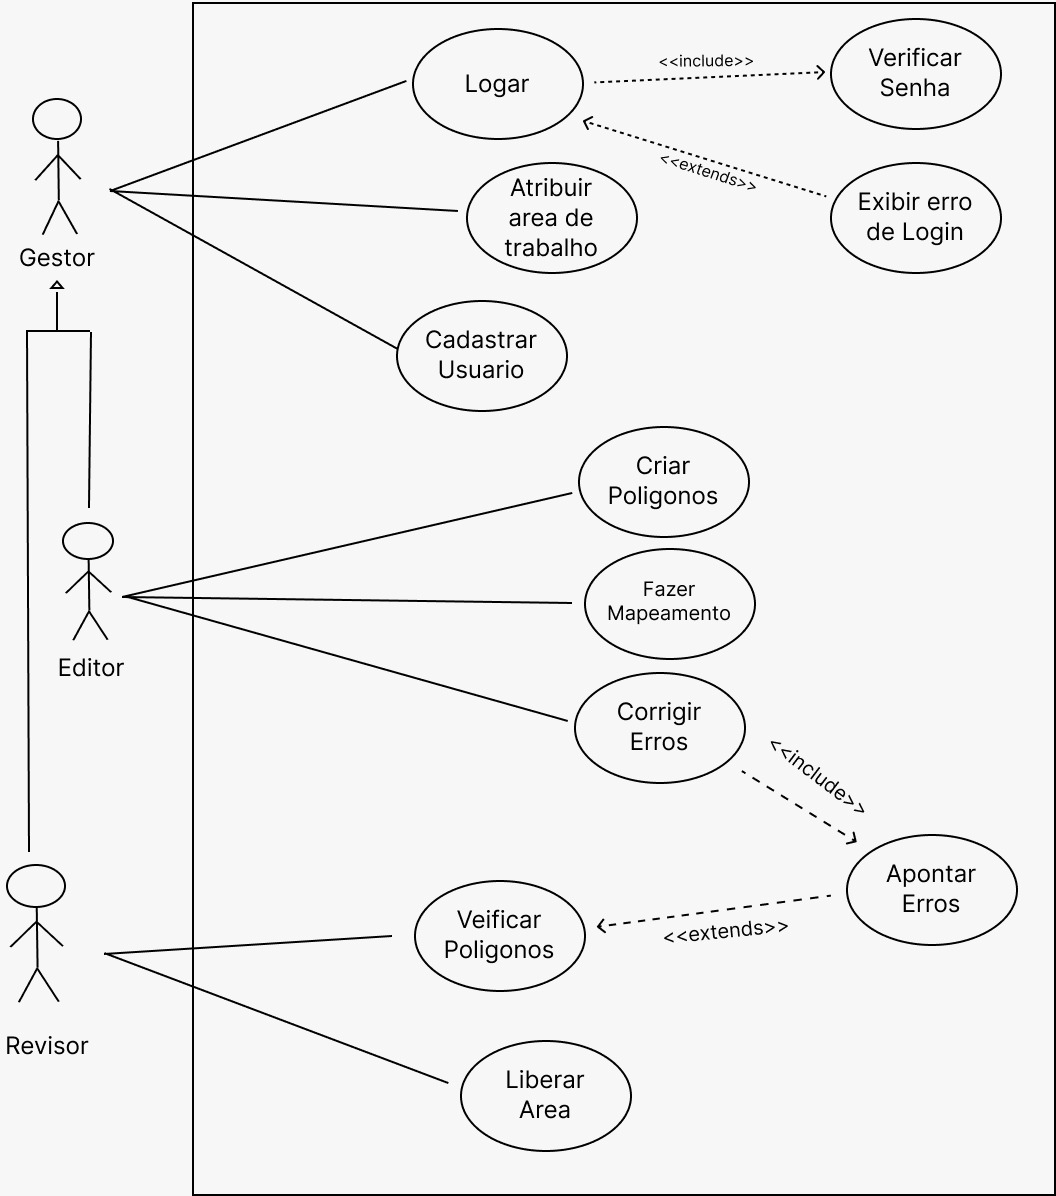 Logar
<<include>>
Verificar
Senha
<<extends>>
Exibir erro
de Login
Atribuir
area de
trabalho
Gestor
Cadastrar
Usuario
Criar
Poligonos
Fazer
Mapeamento
Editor
Corrigir
Erros
<<include>>
Apontar
Erros
Veificar
Poligonos
<<extends>>
Revisor
Liberar
Area